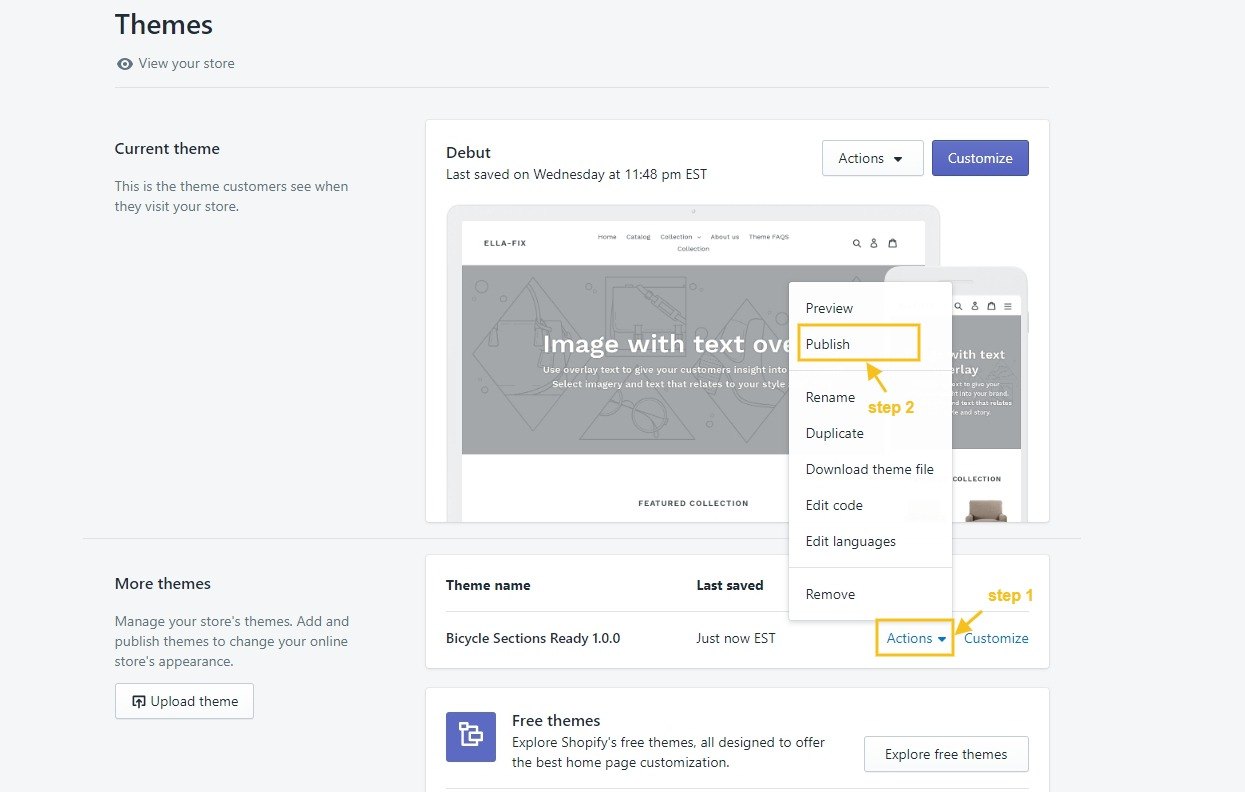 Themes
View your store
Current theme
This is the theme customers see when
they visit your store.
Debut
Last saved on Wednesday at 11:48 pm EST
Actions
Customize
ELLA-FIX
Home Catalog Collection About us Theme FAQS
Collection
Image with text ove
Use overlay text to give your customers insight into
Select imagery and text that relates to your style
FEATURED COLLECTION
with text
rlay
ext to give your
nt into your brand.
nd text that relates
le and story.
COLLECTION
Preview
Publish
step 2
Rename
Duplicate
Download theme file
Edit code
Edit languages
Remove
More themes
Manage your store's themes. Add and
publish themes to change your online
store's appearance.
Upload theme
Theme name Last saved
step 1
Bicycle Sections Ready 1.0.0 Just now EST Actions Customize
Free themes
Explore Shopify's free themes, all designed to offer
the best home page customization.
Explore free themes